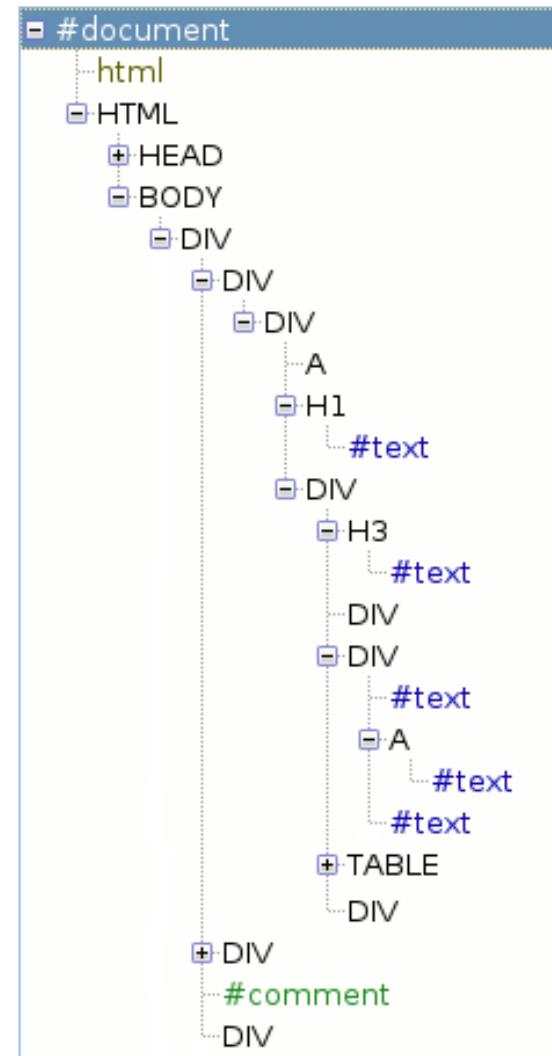 #document
html
HTML
HEAD
BODY
DIV
DIV
DIV
A
H1
#text
DIV
H3
#text
DIV
DIV
#text
A
#text
#text
TABLE
DIV
DIV
#comment
DIV